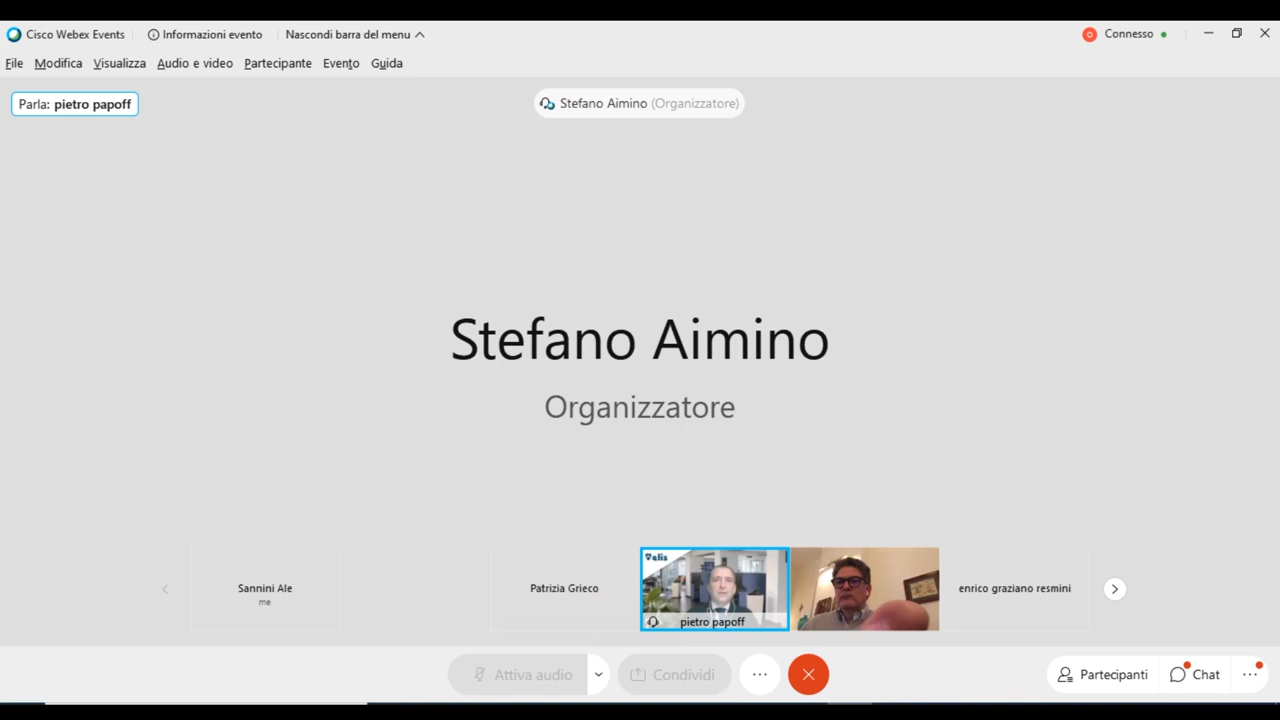 Cisco Webex Events
Informazioni evento
Nascondi barra del menu
Connesso
File Modifica Visualizza Audio e video Partecipante Evento Guida
Parla: pietro papoff
Stefano Aimino (Organizzatore)
Stefano Aimino
Organizzatore
Sannini Ale
me
Patrizia Grieco
elis
pietro papoff
enrico graziano resmini
Attiva audio
Condividi
Partecipanti
Chat